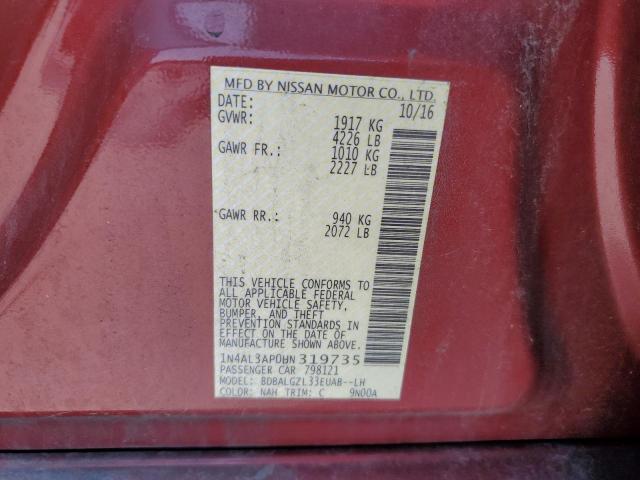 MFD BY NISSAN MOTOR CO., LTD.
DATE: 10/16
GVWR: 1917 KG
4226 LB
GAWR FR.: 1010 KG
2227 LB
GAWR RR.: 940 KG
2072 LB
THIS VEHICLE CONFORMS TO
ALL APPLICABLE FEDERAL
MOTOR VEHICLE SAFETY,
BUMPER, AND THEFT
PREVENTION STANDARDS
IN EFFECT ON THE DATE
OF MANUFACTURE SHOWN
ABOVE.
1N4AL3AP0HN319735
PASSENGER CAR 798121
MODEL: BDBALGZL33EUAB--LH
COLOR: NAH TRIM: C 9N00A